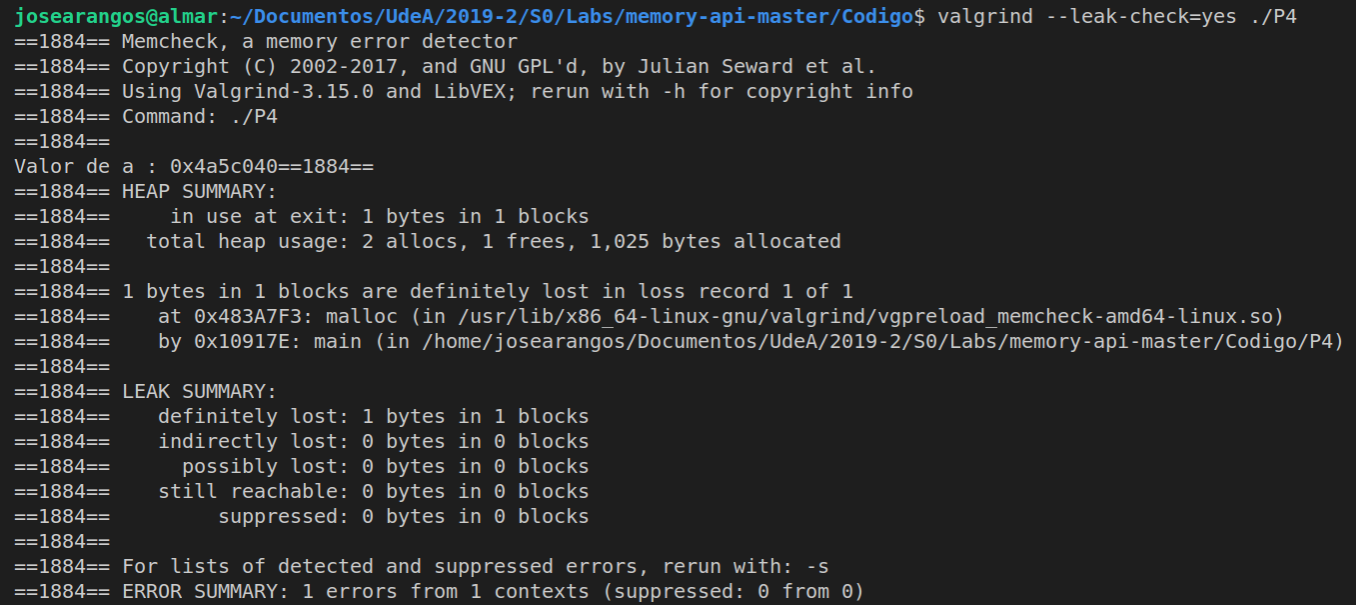 josearangos@almar:~/Documentos/UdeA/2019-2/S0/Labs/memory-api-master/Codigo$ valgrind --leak-check=yes ./P4
==1884== Memcheck, a memory error detector
==1884== Copyright (C) 2002-2017, and GNU GPL'd, by Julian Seward et al.
==1884== Using Valgrind-3.15.0 and LibVEX; rerun with -h for copyright info
==1884== Command: ./P4
==1884==
Valor de a : 0x4a5c040==1884==
==1884== HEAP SUMMARY:
==1884==     in use at exit: 1 bytes in 1 blocks
==1884==   total heap usage: 2 allocs, 1 frees, 1,025 bytes allocated
==1884==
==1884== 1 bytes in 1 blocks are definitely lost in loss record 1 of 1
==1884==    at 0x483A7F3: malloc (in /usr/lib/x86_64-linux-gnu/valgrind/vgpreload_memcheck-amd64-linux.so)
==1884==    by 0x10917E: main (in /home/josearangos/Documentos/UdeA/2019-2/S0/Labs/memory-api-master/Codigo/P4)
==1884==
==1884== LEAK SUMMARY:
==1884==    definitely lost: 1 bytes in 1 blocks
==1884==    indirectly lost: 0 bytes in 0 blocks
==1884==      possibly lost: 0 bytes in 0 blocks
==1884==    still reachable: 0 bytes in 0 blocks
==1884==         suppressed: 0 bytes in 0 blocks
==1884==
==1884== For lists of detected and suppressed errors, rerun with: -s
==1884== ERROR SUMMARY: 1 errors from 1 contexts (suppressed: 0 from 0)